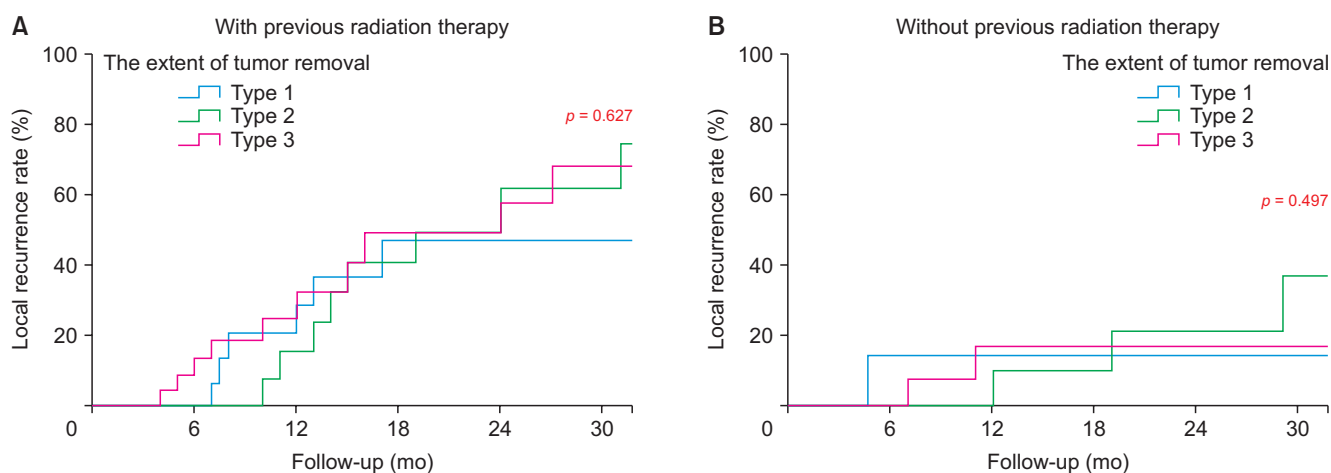 A
With previous radiation therapy
100
80
60
40
20
0
Local recurrence rate (%)
The extent of tumor removal
Type 1
Type 2
Type 3
p = 0.627
6
12
18
24
30
Follow-up (mo)
B
Without previous radiation therapy
100
80
60
40
20
0
Local recurrence rate (%)
The extent of tumor removal
Type 1
Type 2
Type 3
p = 0.497
6
12
18
24
30
Follow-up (mo)